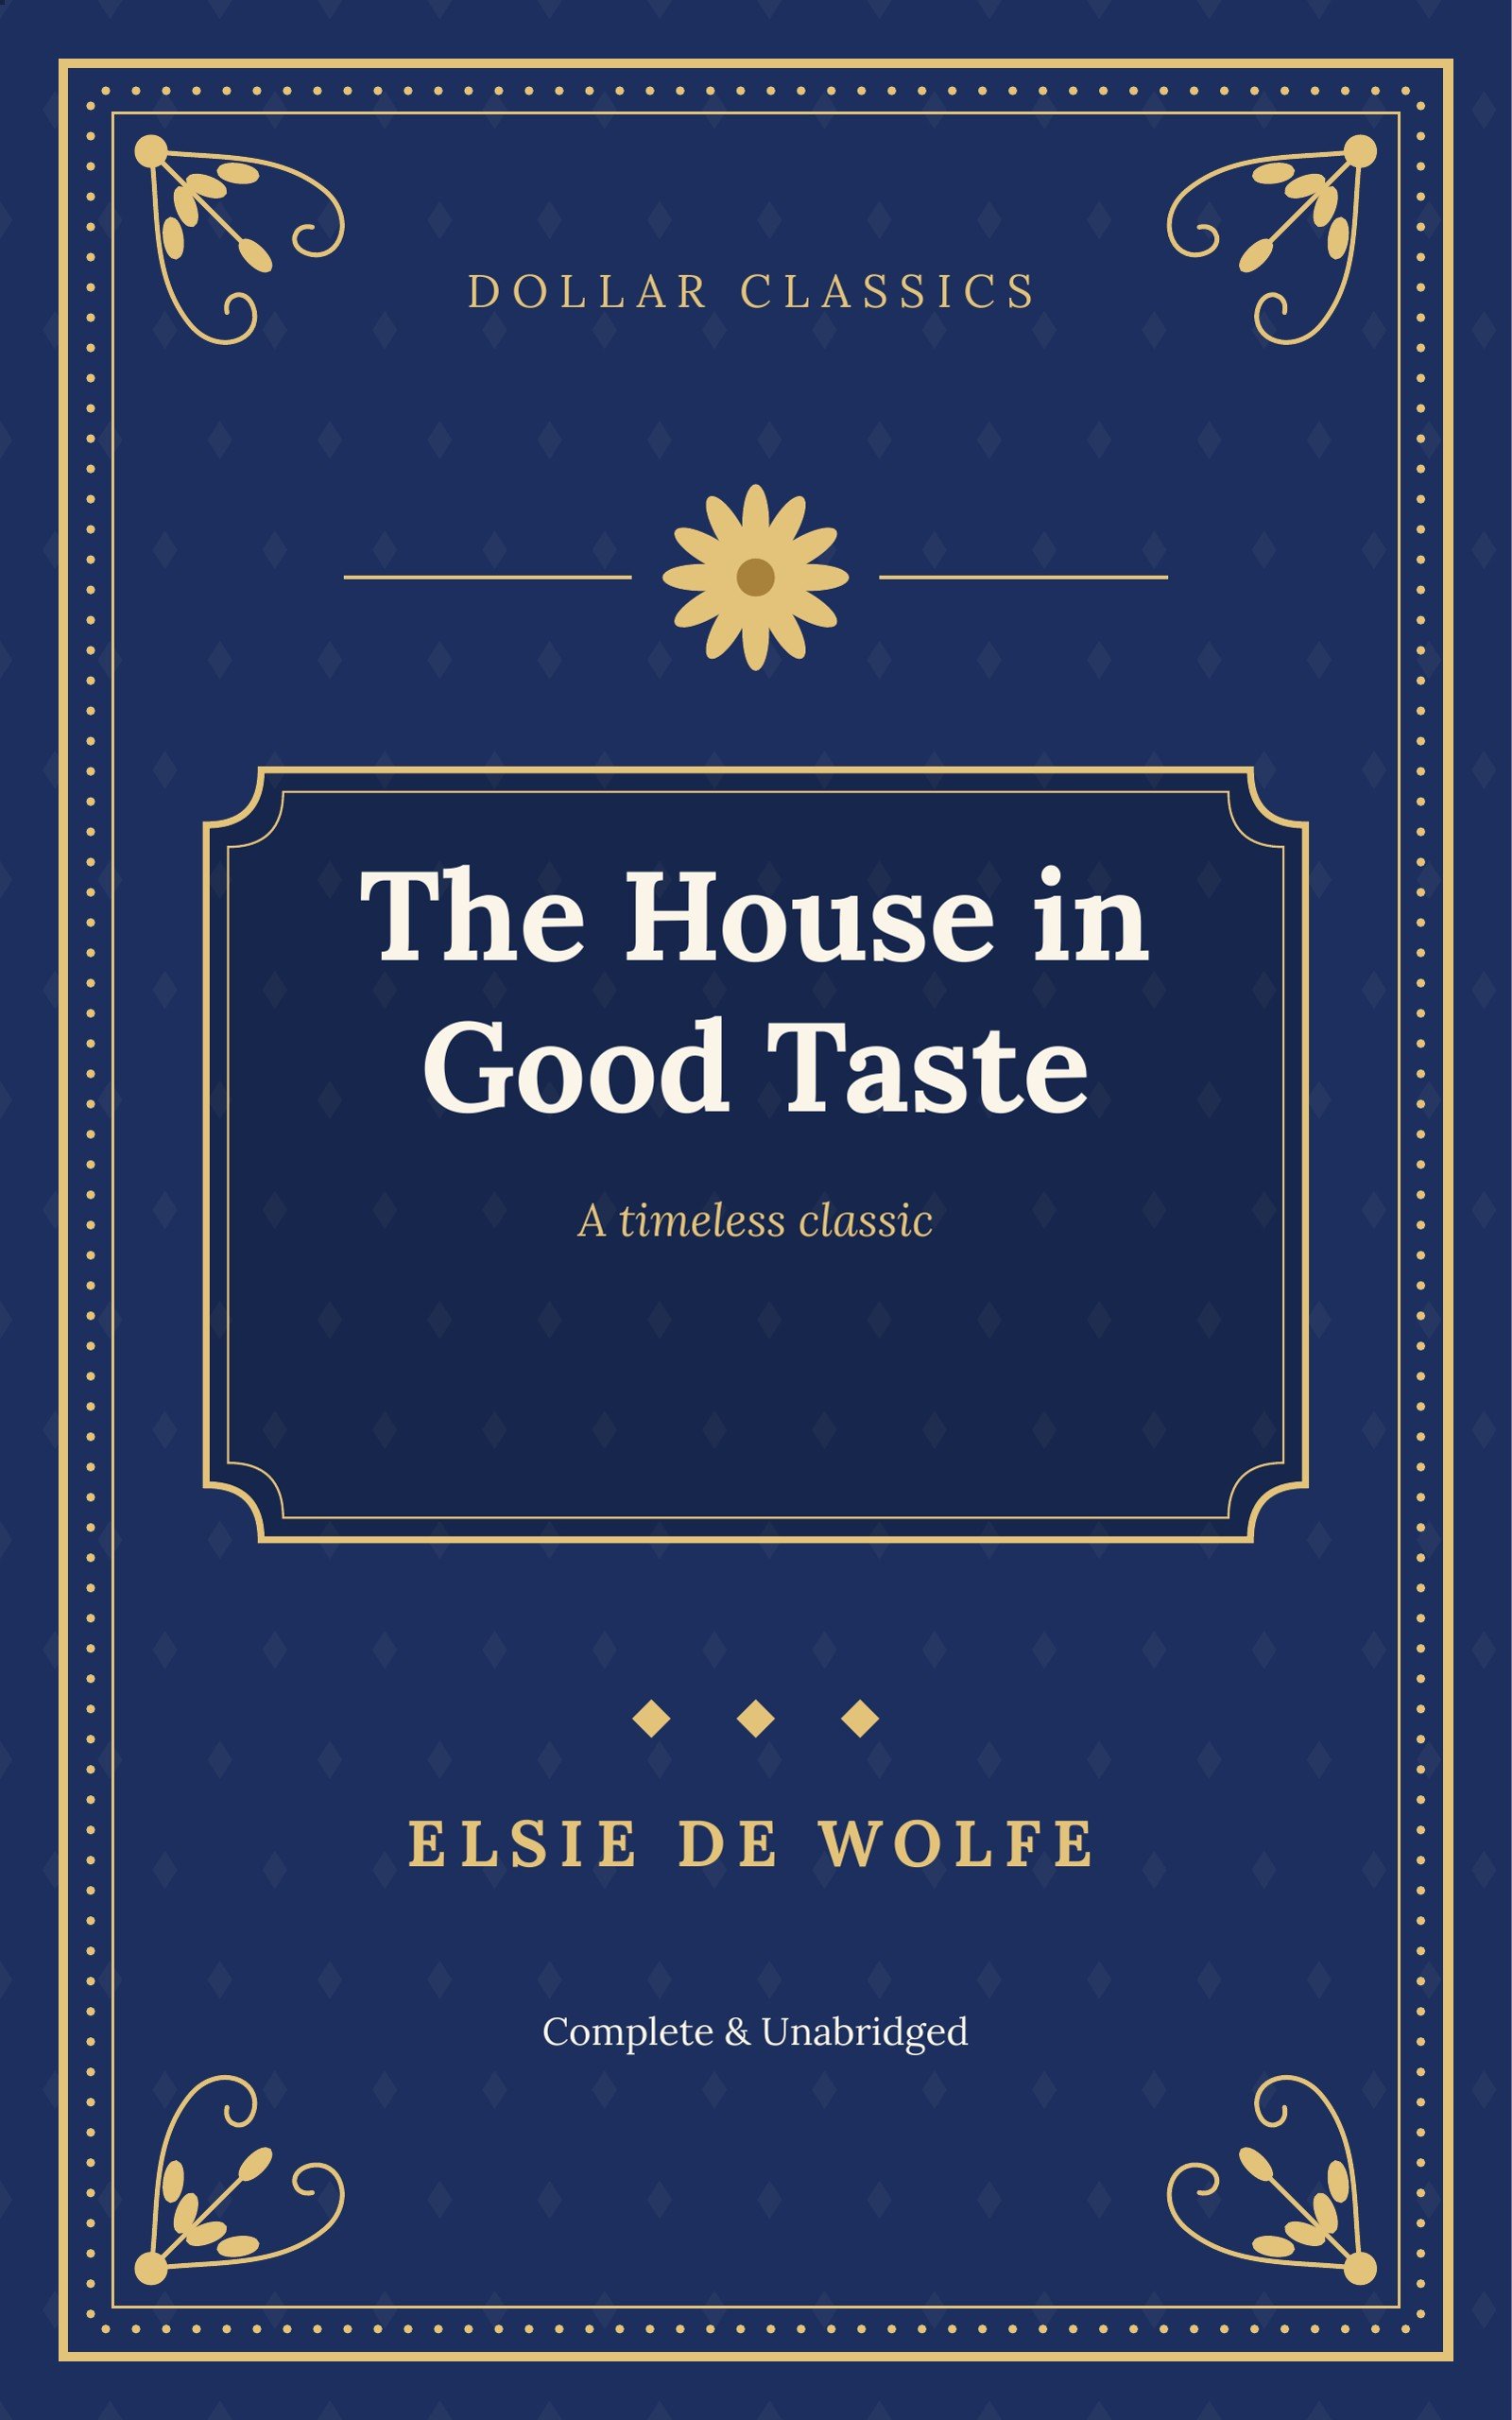 DOLLAR CLASSICS
The House in
Good Taste
A timeless classic
ELSIE DE WOLFE
Complete & Unabridged